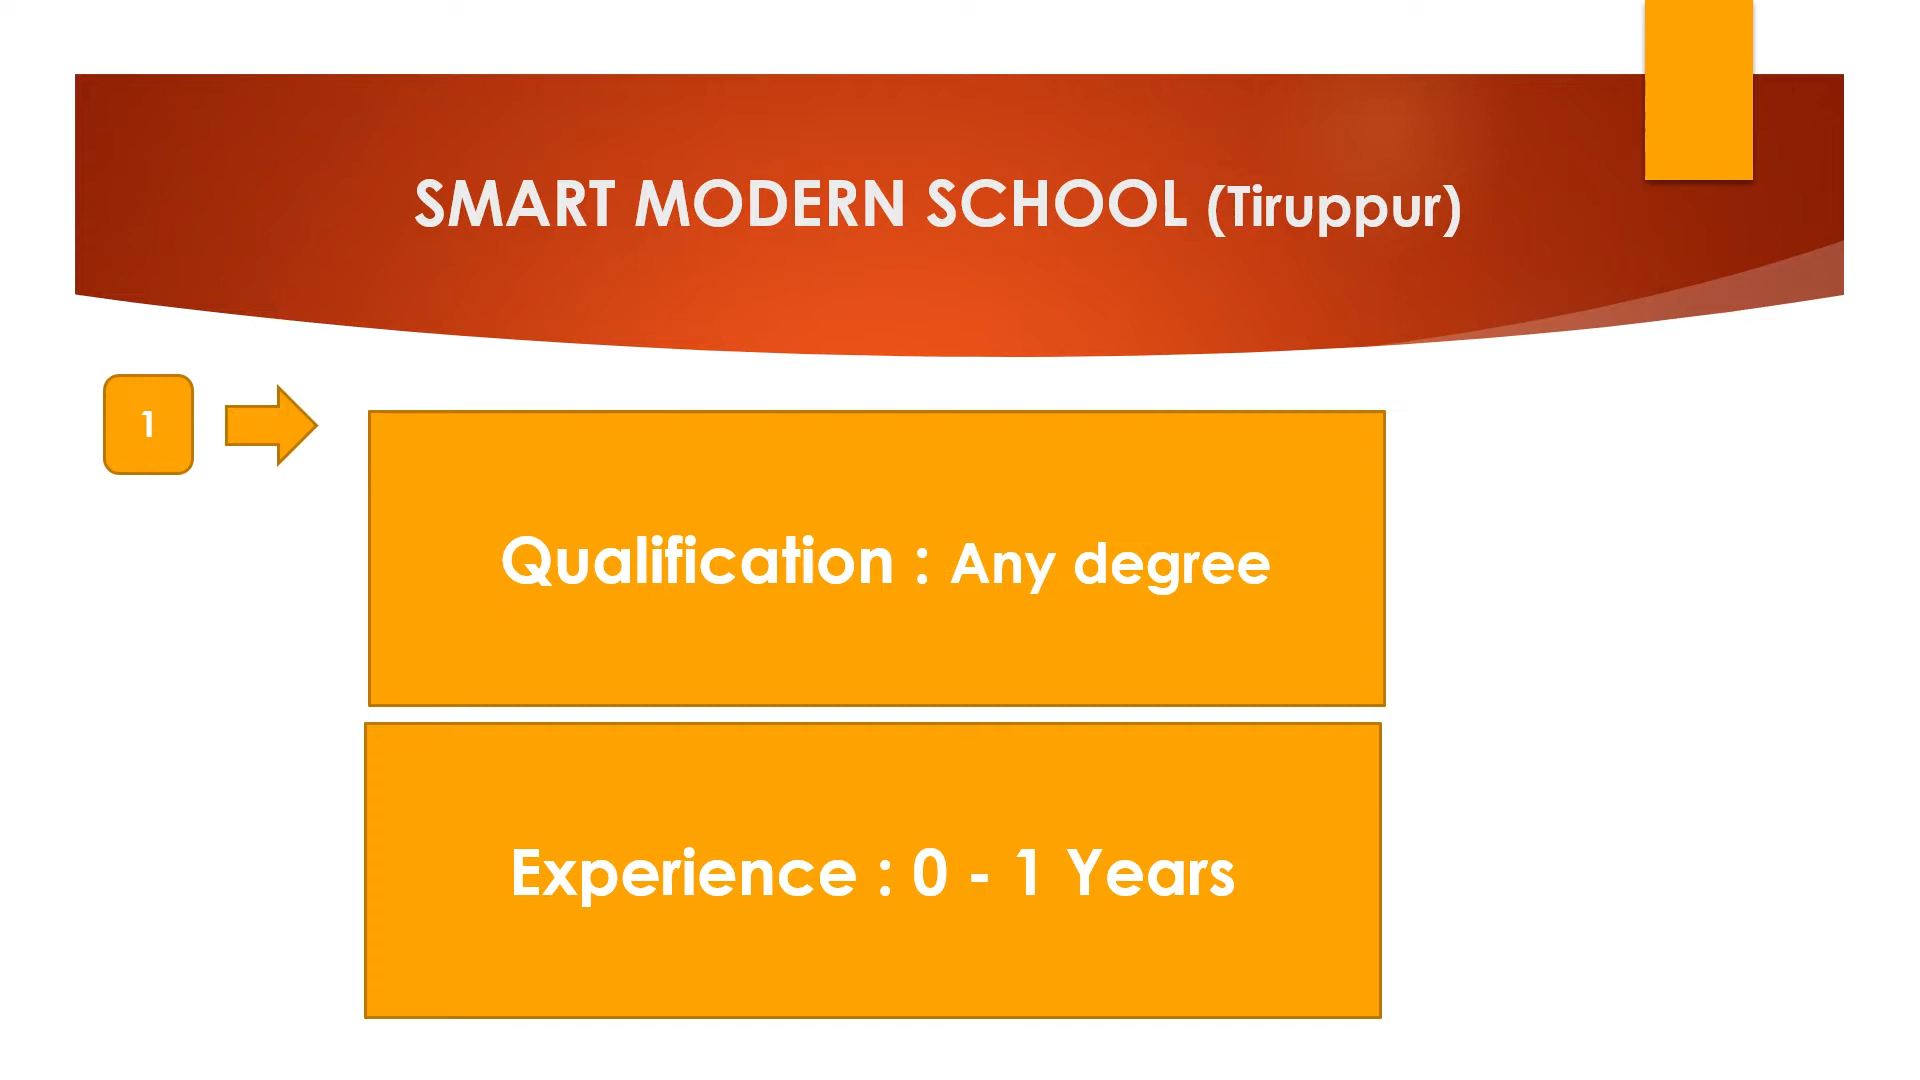 SMART MODERN SCHOOL (Tiruppur)
1
Qualification : Any degree
Experience : 0 - 1 Years